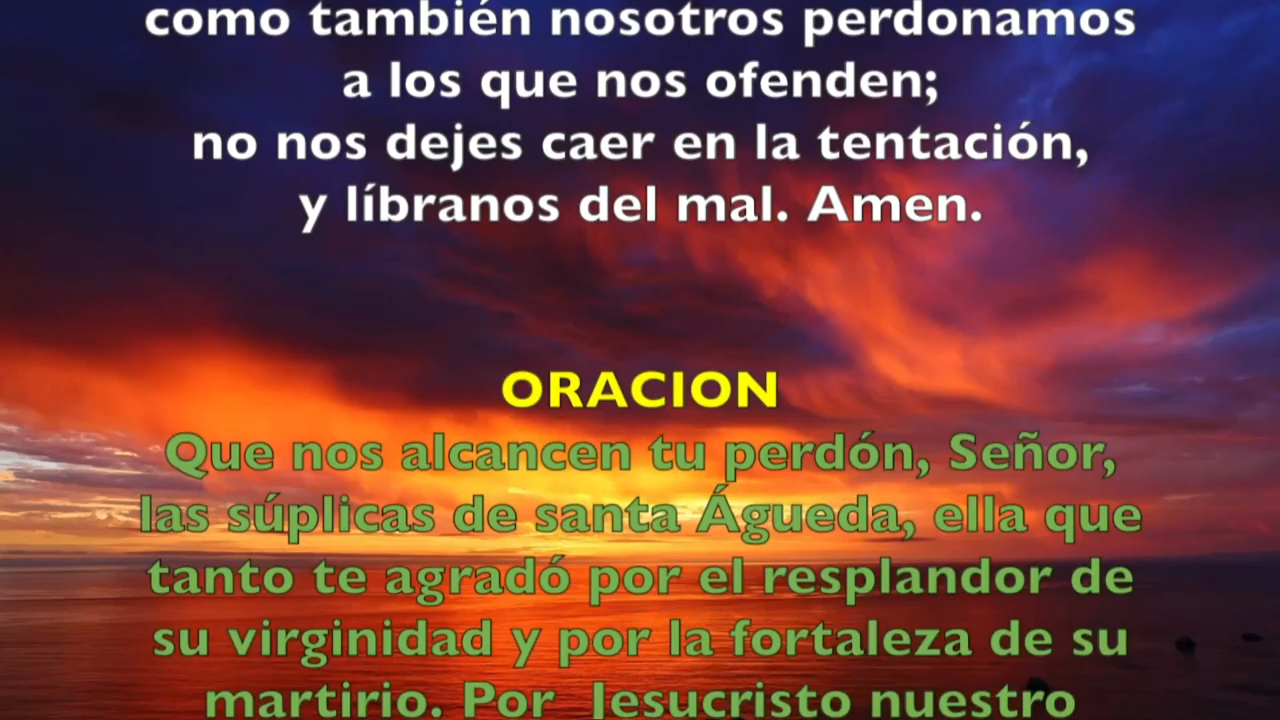 como también nosotros perdonamos
a los que nos ofenden;
no nos dejes caer en la tentación,
y líbranos del mal. Amen.
ORACION
Que nos alcancen tu perdón, Señor,
las súplicas de santa Águeda, ella que
tanto te agradó por el resplandor de
su virginidad y por la fortaleza de su
martirio. Por Jesucristo nuestro